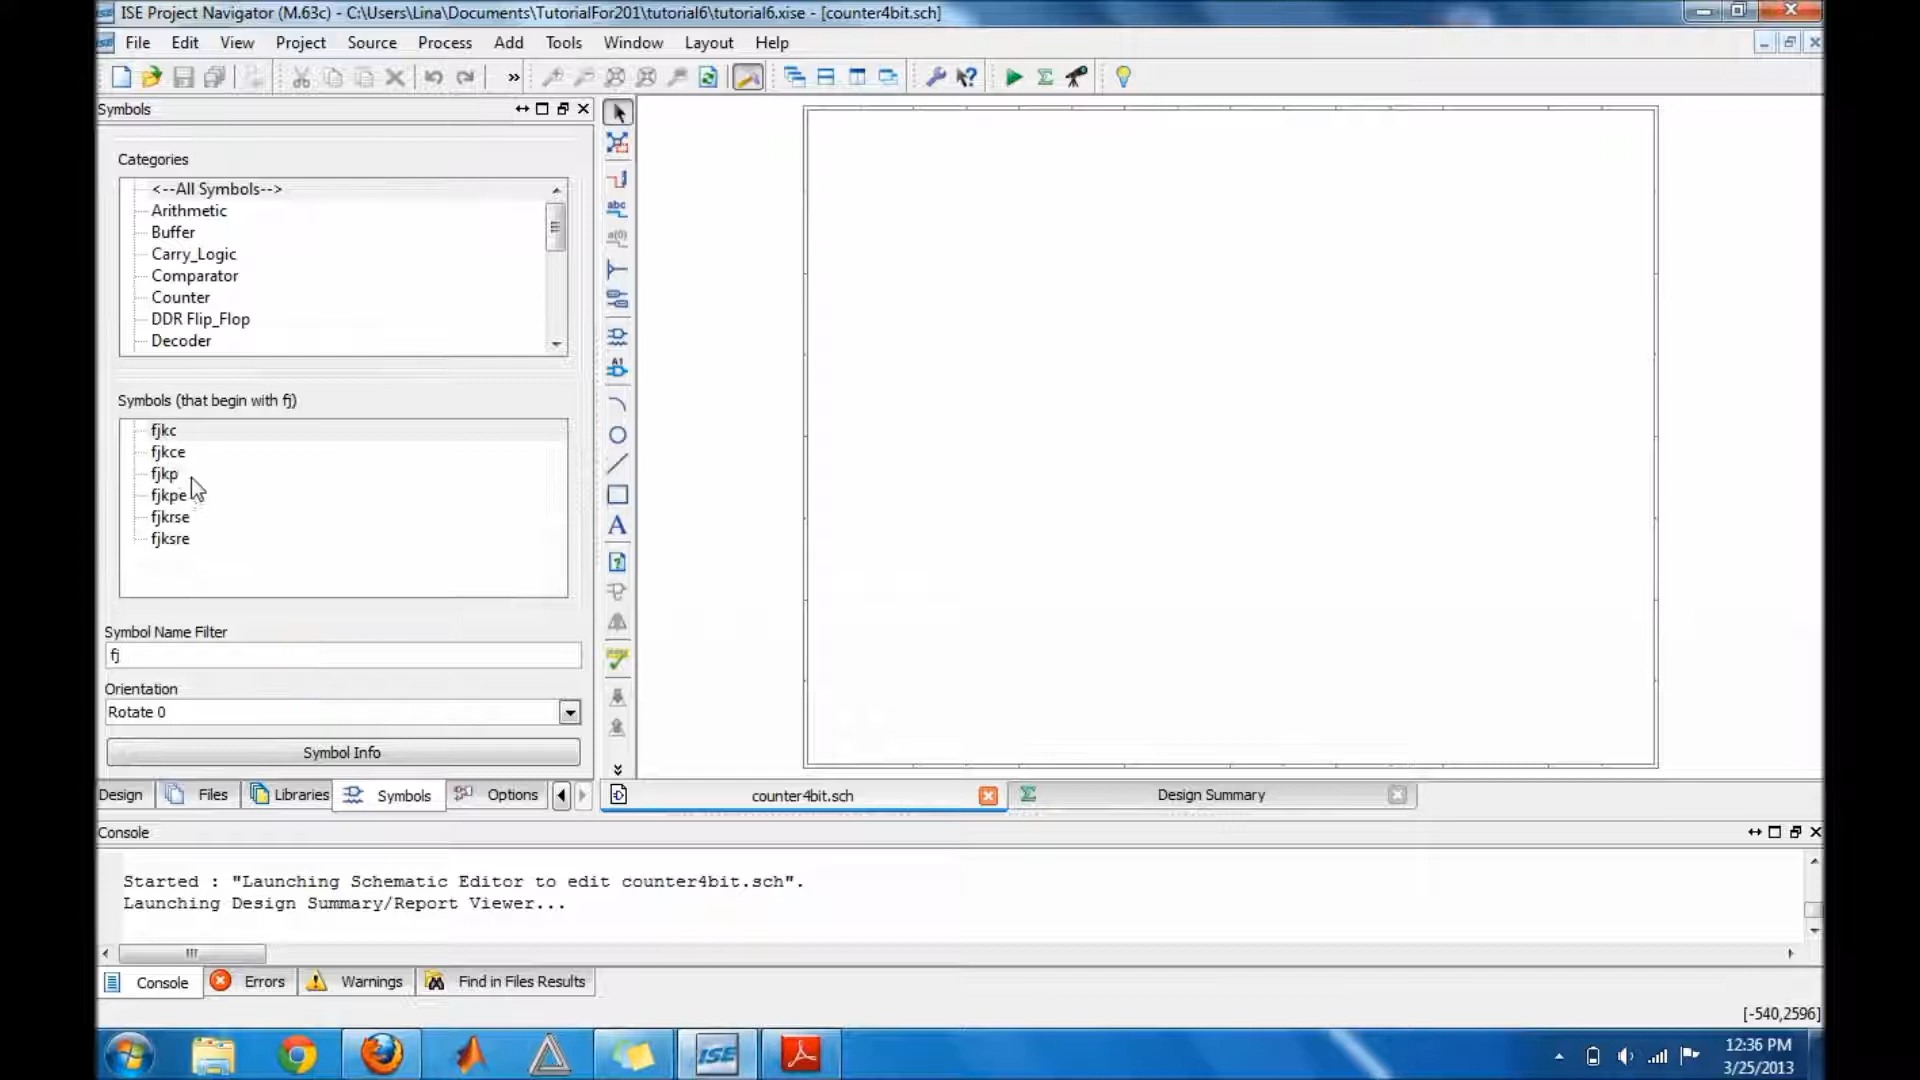 ISE Project Navigator (M.63c) - C:\Users\Lina\Documents\TutorialFor201\tutorial6\tutorial6.xise - [counter4bit.sch]
File Edit View Project Source Process Add Tools Window Layout Help
Symbols
Categories
<--All Symbols-->
Arithmetic
Buffer
Carry_Logic
Comparator
Counter
DDR Flip_Flop
Decoder
Symbols (that begin with fj)
fjkc
fjkce
fjkp
fjkpe
fjkrse
fjksre
Symbol Name Filter
fj
Orientation
Rotate 0
Symbol Info
Design Files Libraries Symbols Options
counter4bit.sch Design Summary
Console
Started : "Launching Schematic Editor to edit counter4bit.sch".
Launching Design Summary/Report Viewer...
Console Errors Warnings Find in Files Results
[-540,2596]
ISE
12:36 PM
3/25/2013